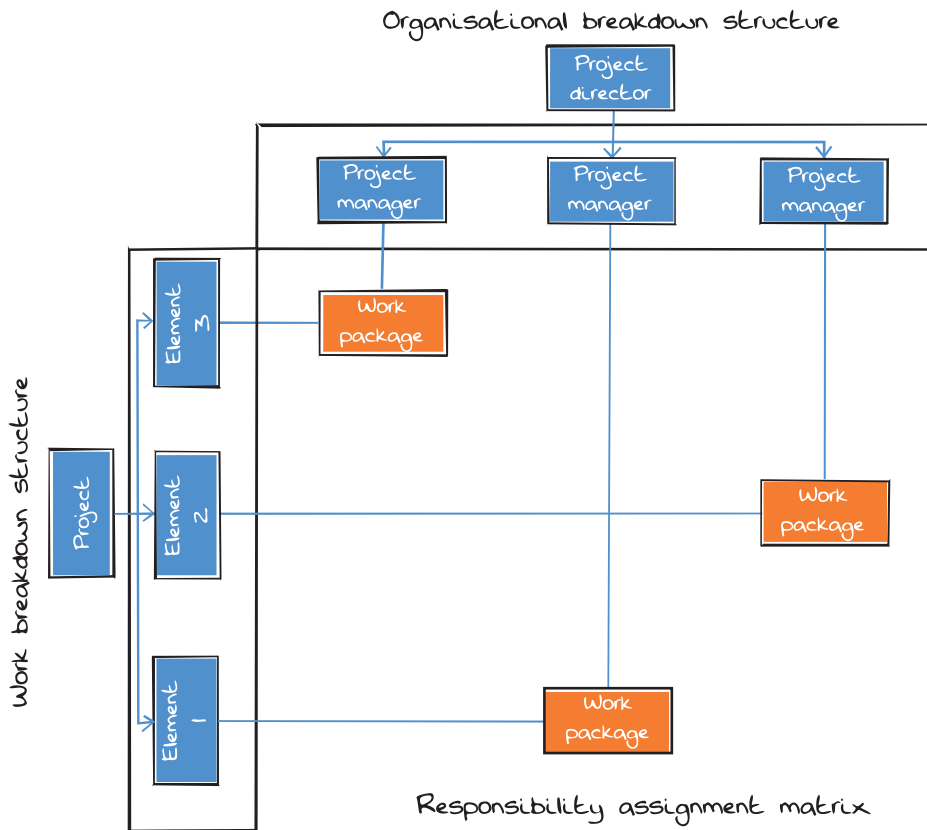 Organisational breakdown structure
Project
director
Project
manager
Project
manager
Project
manager
Work breakdown structure
Project
Element
3
Work
package
Element
2
Work
package
Element
1
Work
package
Responsibility assignment matrix